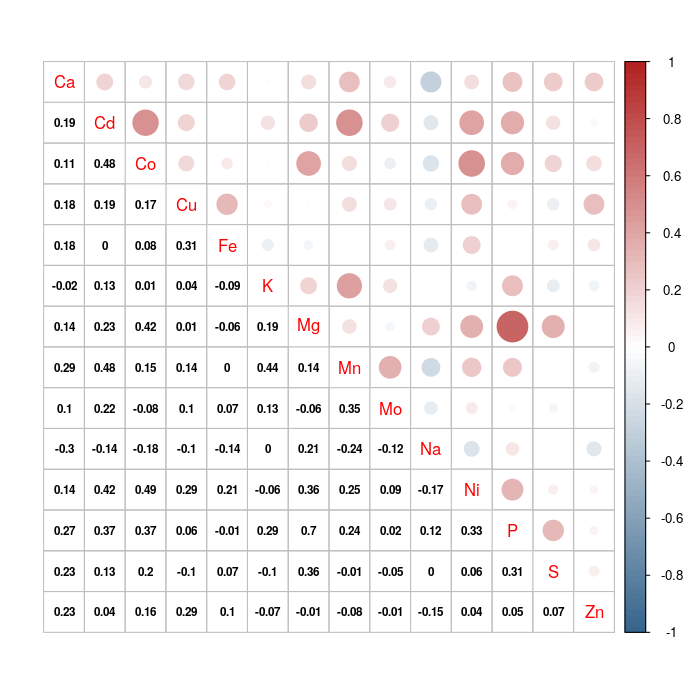 Ca
0.19 Cd
0.11 0.48 Co
0.18 0.19 0.17 Cu
0.18 0 0.08 0.31 Fe
-0.02 0.13 0.01 0.04 -0.09 K
0.14 0.23 0.42 0.01 -0.06 0.19 Mg
0.29 0.48 0.15 0.14 0 0.44 0.14 Mn
0.1 0.22 -0.08 0.1 0.07 0.13 -0.06 0.35 Mo
-0.3 -0.14 -0.18 -0.1 -0.14 0 0.21 -0.24 -0.12 Na
0.14 0.42 0.49 0.29 0.21 -0.06 0.36 0.25 0.09 -0.17 Ni
0.27 0.37 0.37 0.06 -0.01 0.29 0.7 0.24 0.02 0.12 0.33 P
0.23 0.13 0.2 -0.1 0.07 -0.1 0.36 -0.01 -0.05 0 0.06 0.31 S
0.23 0.04 0.16 0.29 0.1 -0.07 -0.01 -0.08 -0.01 -0.15 0.04 0.05 0.07 Zn
1
0.8
0.6
0.4
0.2
0
-0.2
-0.4
-0.6
-0.8
-1